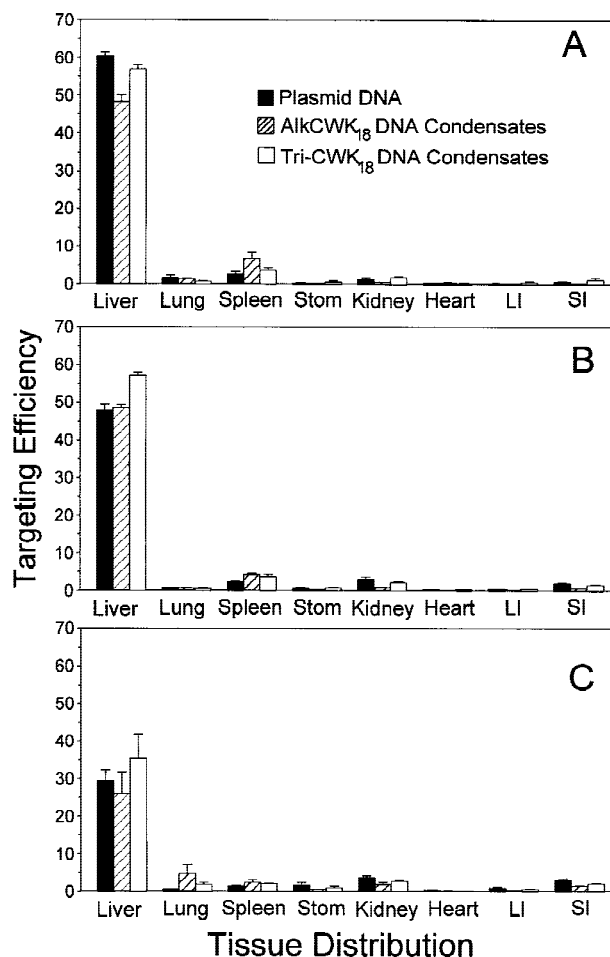 A
70
60
50
40
30
20
10
0
Plasmid DNA
AlkCWK18 DNA Condensates
Tri-CWK18 DNA Condensates
Liver Lung Spleen Stom Kidney Heart LI SI
B
70
60
50
40
30
20
10
0
Liver Lung Spleen Stom Kidney Heart LI SI
C
70
60
50
40
30
20
10
0
Liver Lung Spleen Stom Kidney Heart LI SI
Targeting Efficiency
Tissue Distribution